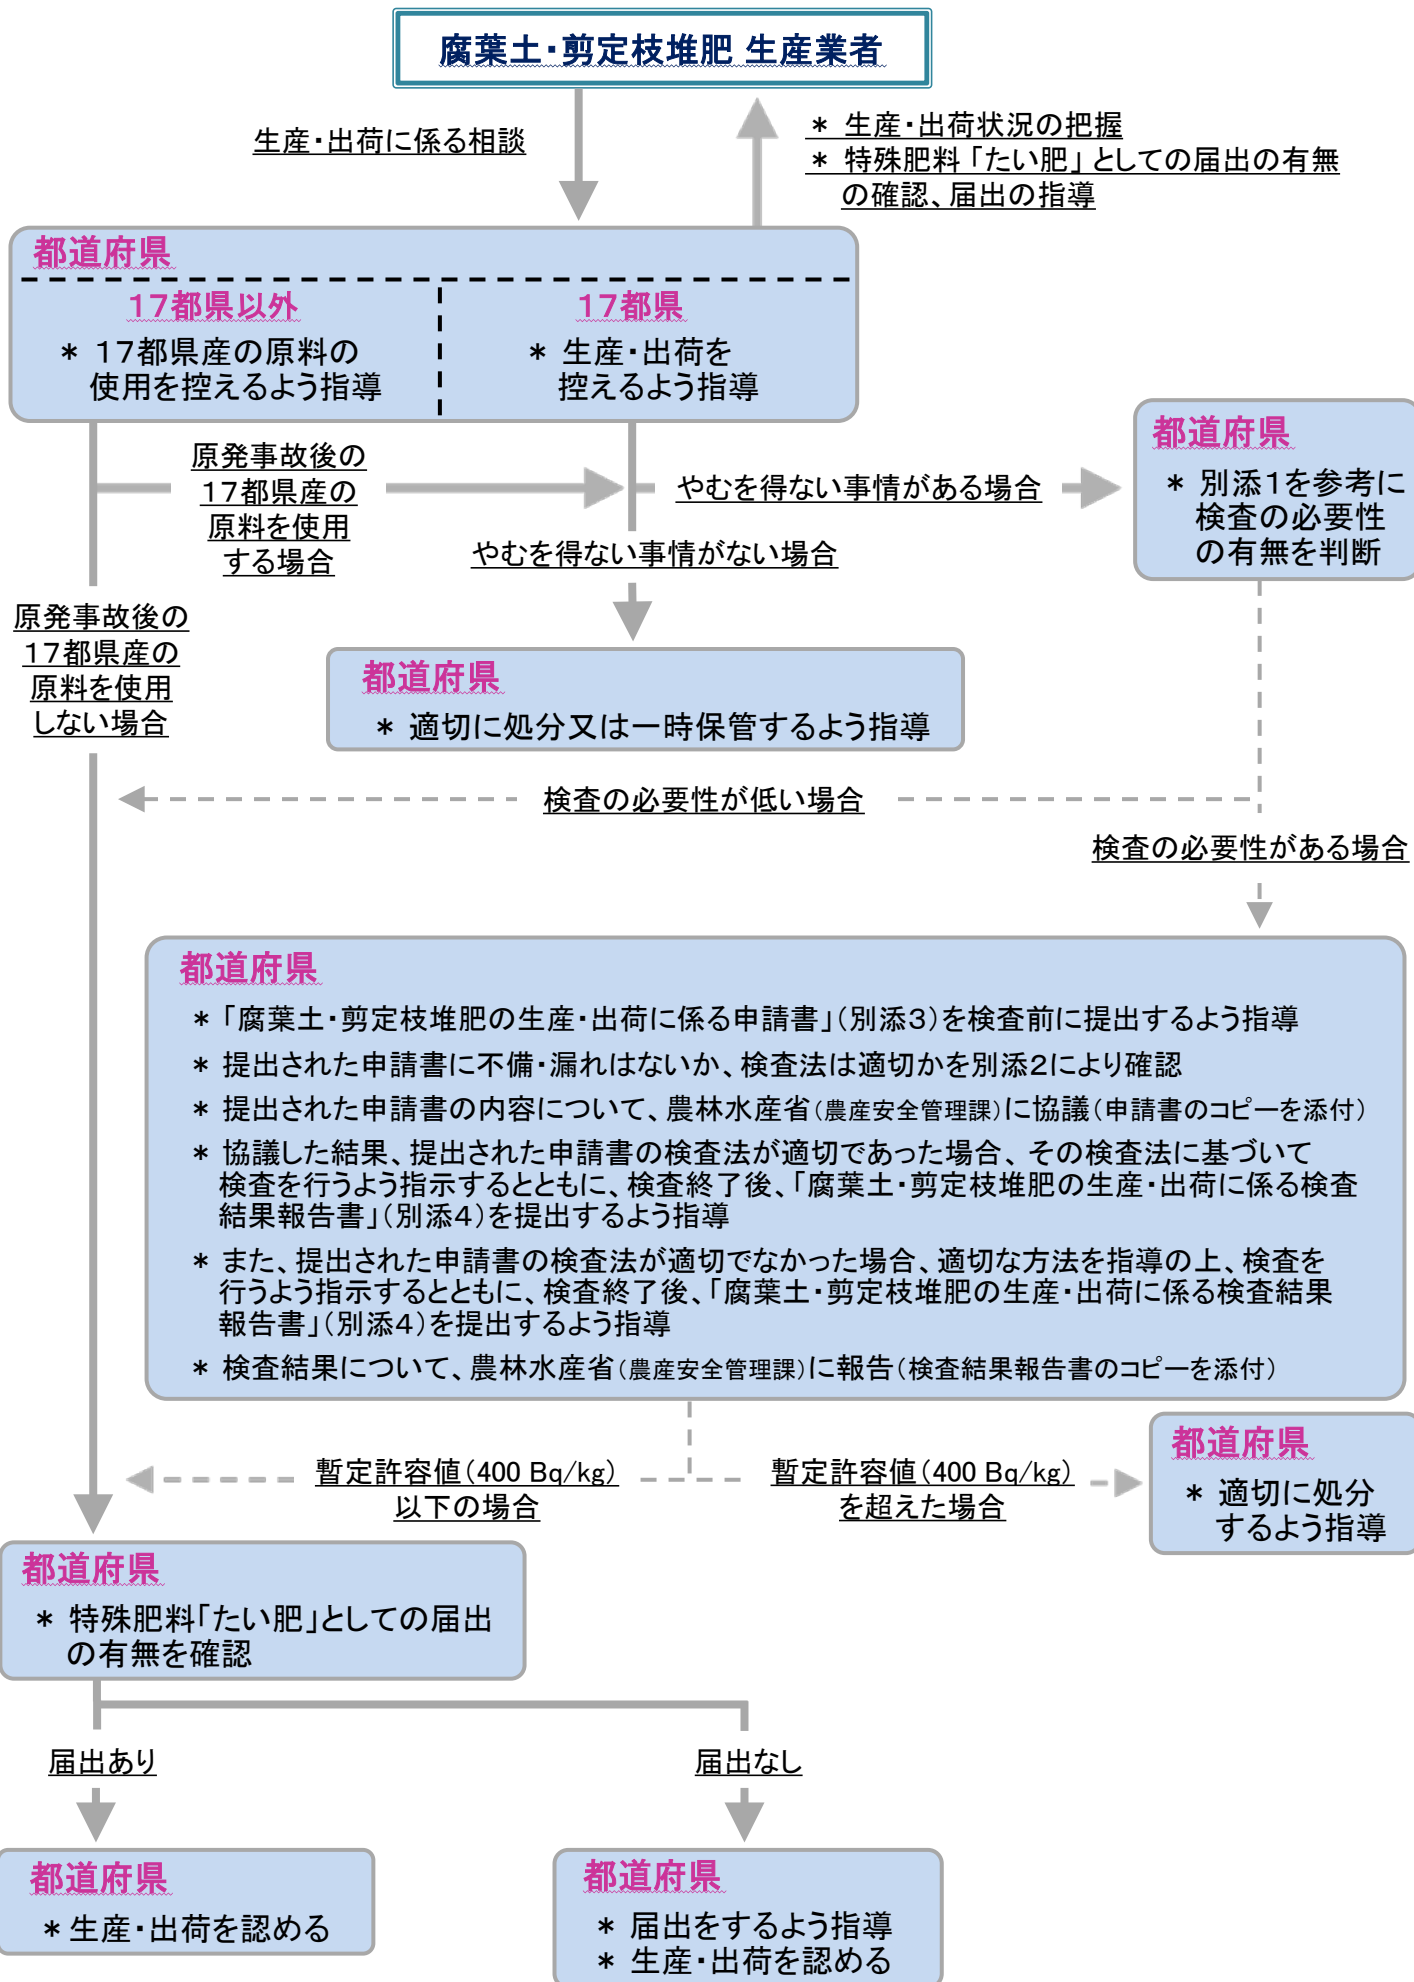 腐葉土・剪定枝堆肥 生産業者
生産・出荷に係る相談
＊ 生産・出荷状況の把握
＊ 特殊肥料「たい肥」としての届出の有無
の確認、届出の指導
都道府県
17都県以外
＊ 17都県産の原料の
使用を控えるよう指導
17都県
＊ 生産・出荷を
控えるよう指導
原発事故後の
17都県産の
原料を使用
する場合
やむを得ない事情がある場合
都道府県
＊ 別添1を参考に
検査の必要性
の有無を判断
やむを得ない事情がない場合
原発事故後の
17都県産の
原料を使用
しない場合
都道府県
＊ 適切に処分又は一時保管するよう指導
検査の必要性が低い場合
検査の必要性がある場合
都道府県
＊「腐葉土・剪定枝堆肥の生産・出荷に係る申請書」（別添3）を検査前に提出するよう指導
＊ 提出された申請書に不備・漏れはないか、検査法は適切かを別添2により確認
＊ 提出された申請書の内容について、農林水産省（農産安全管理課）に協議（申請書のコピーを添付）
＊ 協議した結果、提出された申請書の検査法が適切であった場合、その検査法に基づいて
検査を行うよう指示するとともに、検査終了後、「腐葉土・剪定枝堆肥の生産・出荷に係る検査
結果報告書」（別添4）を提出するよう指導
＊ また、提出された申請書の検査法が適切でなかった場合、適切な方法を指導の上、検査を
行うよう指示するとともに、検査終了後、「腐葉土・剪定枝堆肥の生産・出荷に係る検査結果
報告書」（別添4）を提出するよう指導
＊ 検査結果について、農林水産省（農産安全管理課）に報告（検査結果報告書のコピーを添付）
暫定許容値（400 Bq/kg）
以下の場合
暫定許容値（400 Bq/kg）
を超えた場合
都道府県
＊ 適切に処分
するよう指導
都道府県
＊ 特殊肥料「たい肥」としての届出
の有無を確認
届出あり
届出なし
都道府県
＊生産・出荷を認める
都道府県
＊ 届出をするよう指導
＊ 生産・出荷を認める